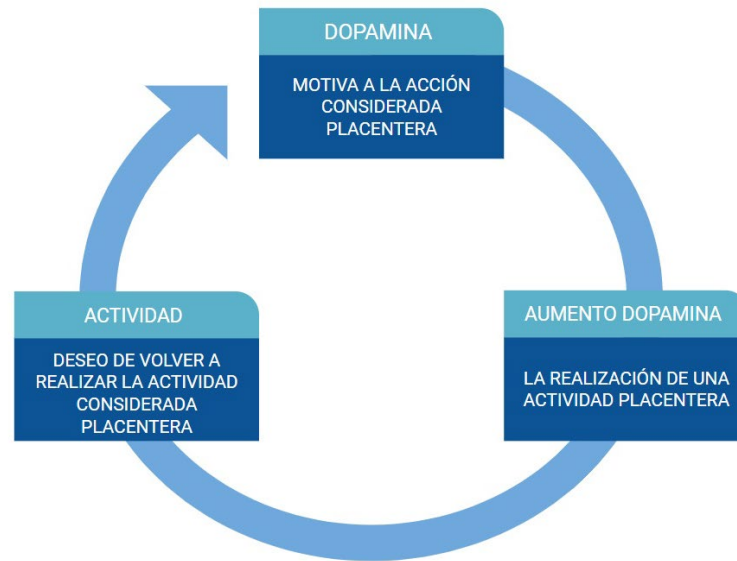 DOPAMINA
MOTIVA A LA ACCIÓN
CONSIDERADA
PLACENTERA
AUMENTO DOPAMINA
LA REALIZACIÓN DE UNA
ACTIVIDAD PLACENTERA
ACTIVIDAD
DESEO DE VOLVER A
REALIZAR LA ACTIVIDAD
CONSIDERADA
PLACENTERA